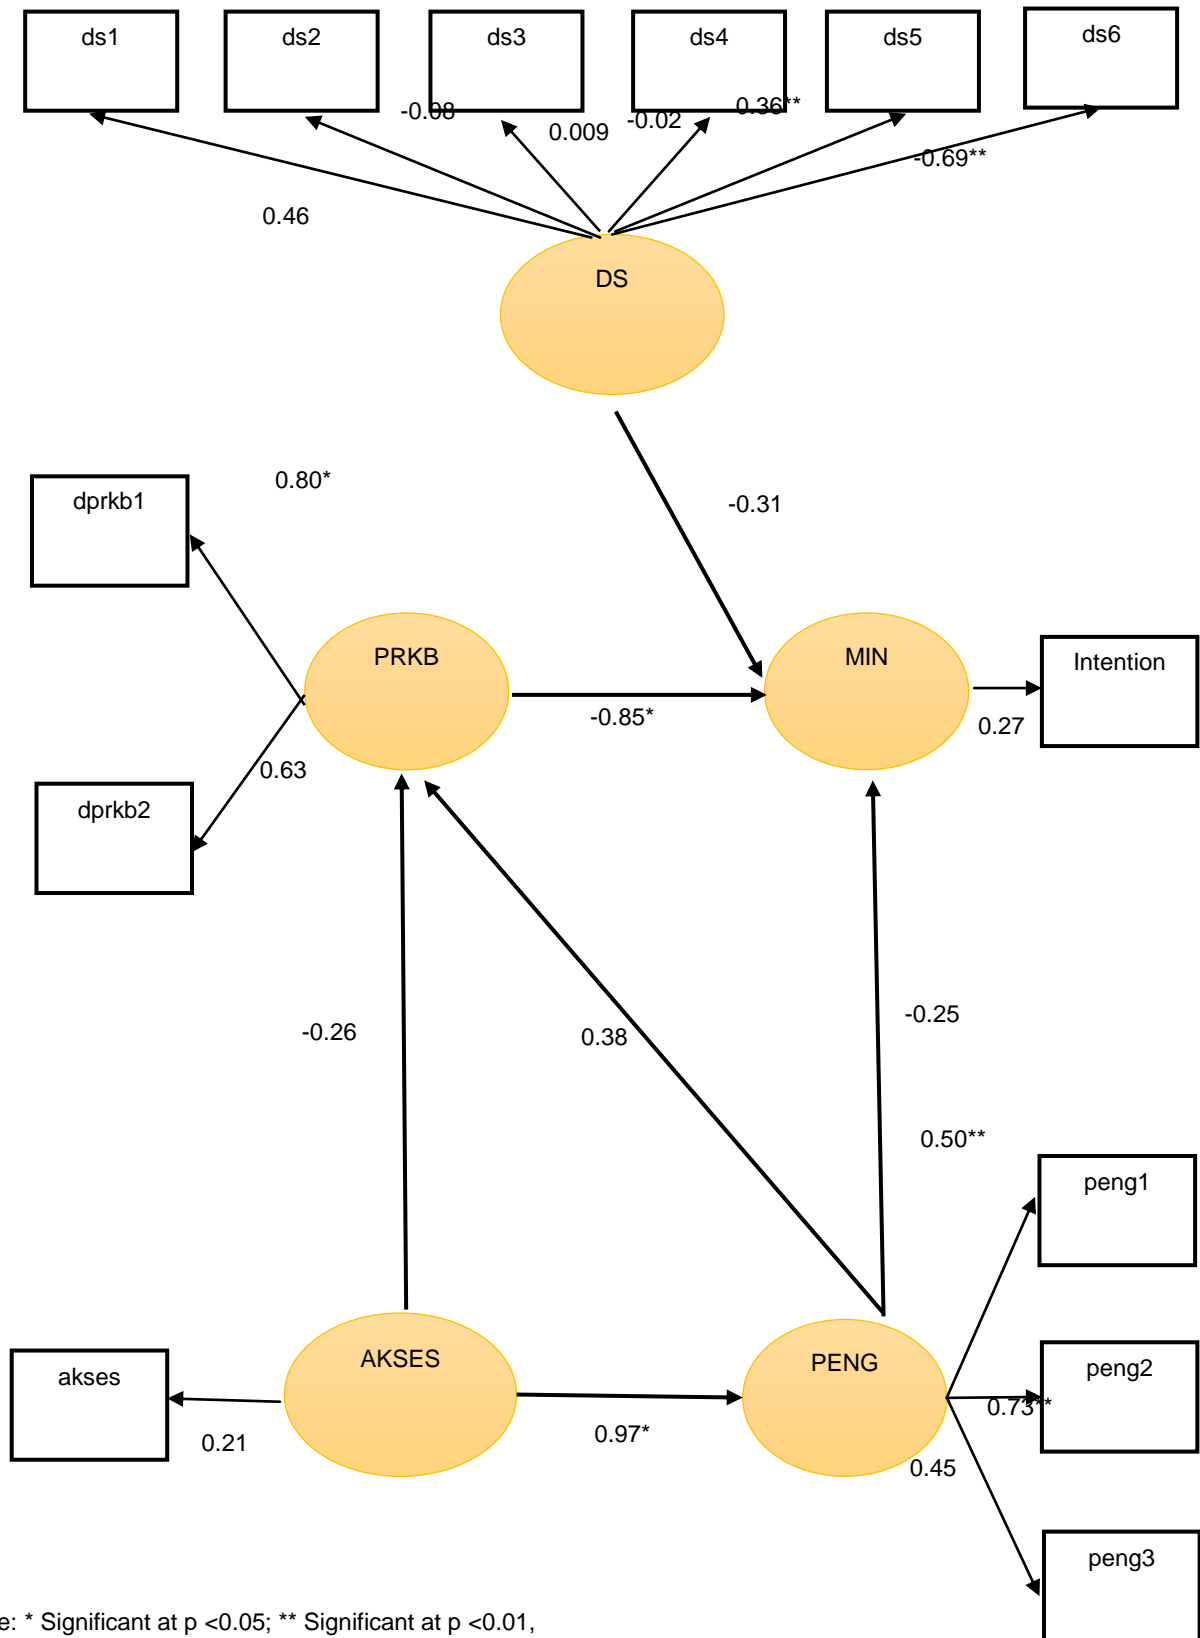 ds1 ds2 ds3 ds4 ds5 ds6
-0.08 0.009 -0.02 0.36** -0.69**
0.46
DS
0.80*
dprkb1
-0.31
PRKB MIN Intention
-0.85* 0.27
0.63
dprkb2
-0.26 0.38 -0.25
0.50**
peng1
akses AKSES PENG peng2
0.73**
0.21 0.97* 0.45
peng3
e: * Significant at p <0.05; ** Significant at p <0.01,